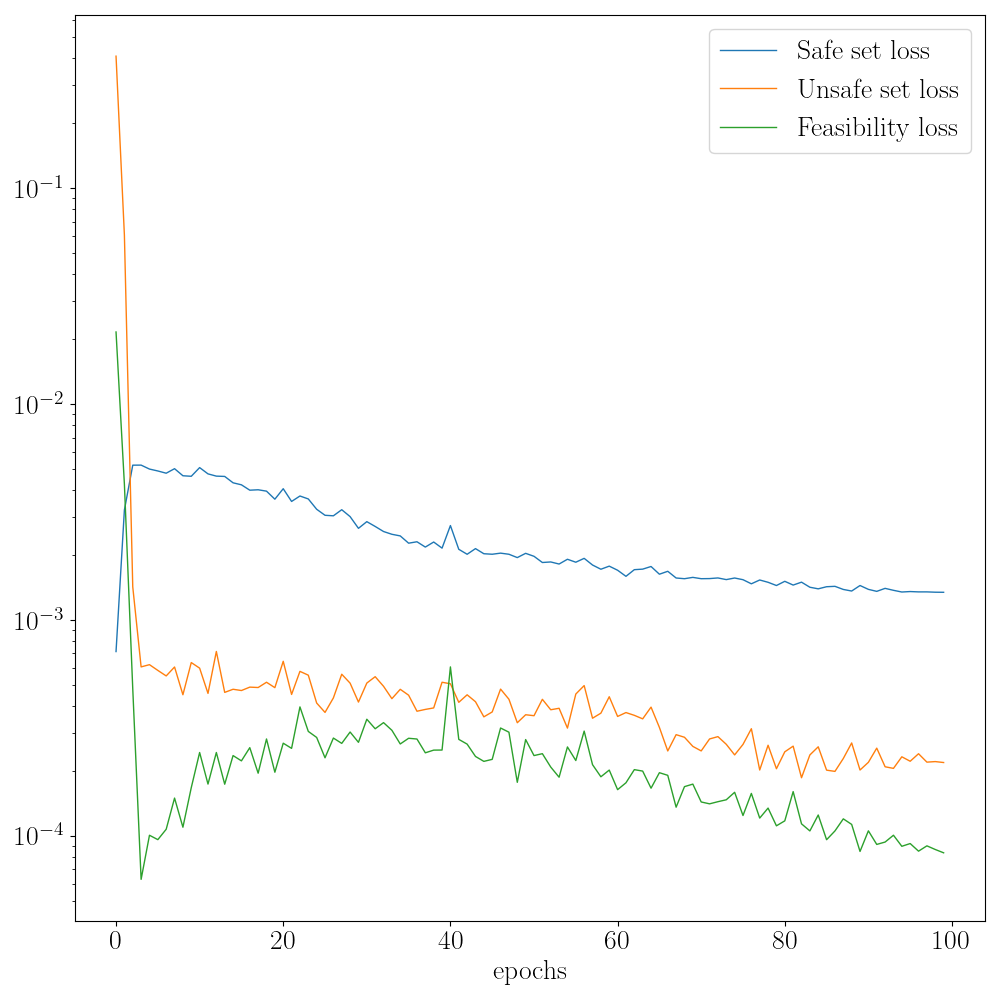 Safe set loss
Unsafe set loss
Feasibility loss
10⁻¹
10⁻²
10⁻³
10⁻⁴
0 20 40 60 80 100
epochs